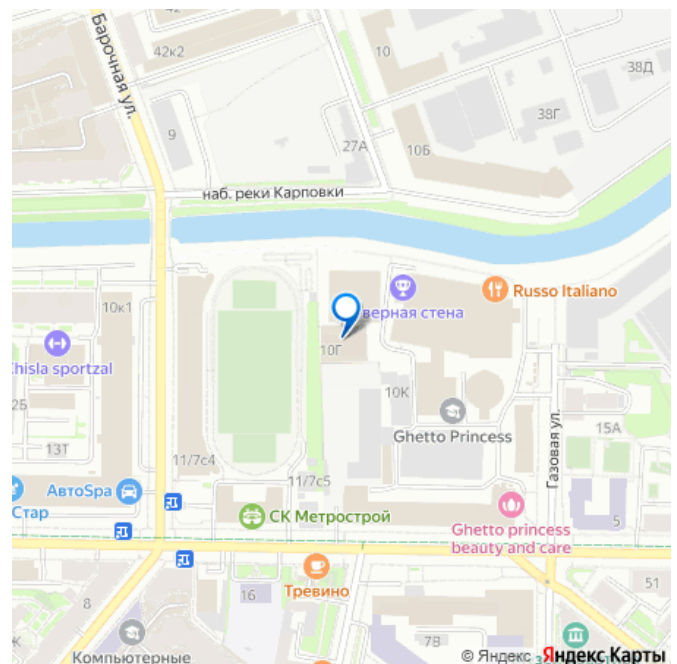 Барочная ул.
42к2
10
38Д
38Г
9
27А
10Б
наб. реки Карповки
10к1
верная стена
Russo Italiano
Chisla sportzal
10Г
2Б
10К
Ghetto Princess
13Т
15А
Газовая ул.
11/7с4
11/7с5
АвтоSpa
Стар
СК Метрострой
Ghetto princess
beauty and care
5
Тревино
51
8
16
Ж
7В
Компьютерные
© Яндекс
Яндекс Карты